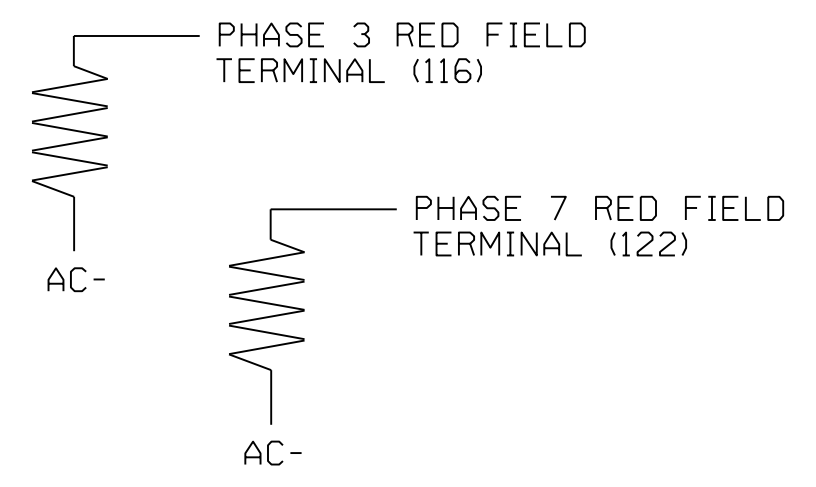 PHASE 3 RED FIELD
TERMINAL (116)
AC-
PHASE 7 RED FIELD
TERMINAL (122)
AC-